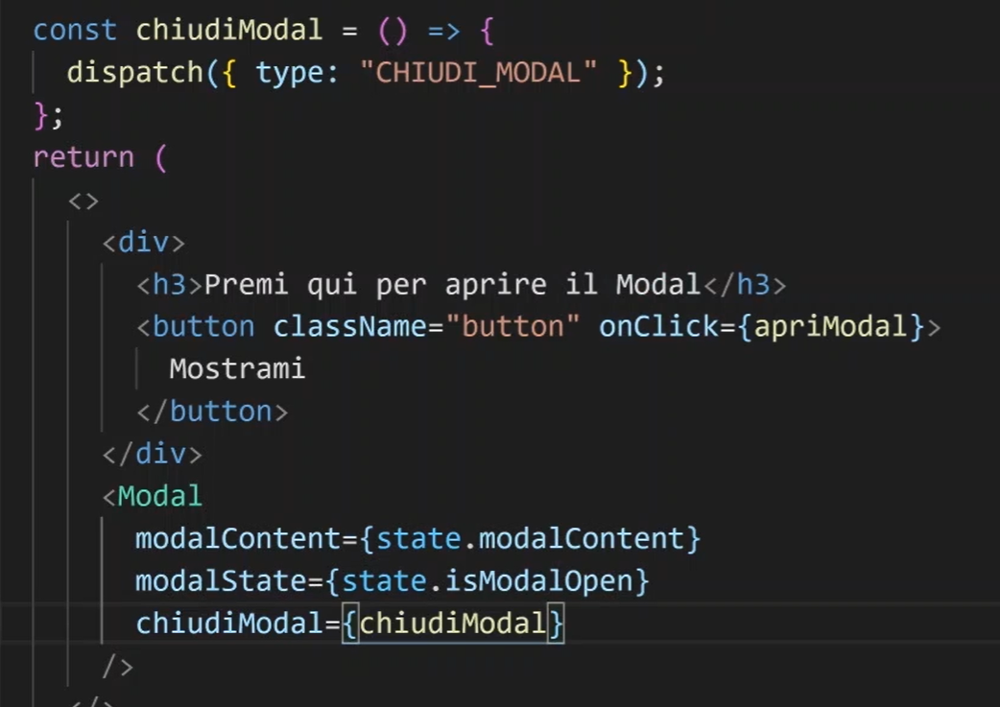 const chiudiModal = () => {
dispatch({ type: "CHIUDI_MODAL" });
};
return (
<>
<div>
<h3>Premi qui per aprire il Modal</h3>
<button className="button" onClick={apriModal}>
Mostrami
</button>
</div>
<Modal
modalContent={state.modalContent}
modalState={state.isModalOpen}
chiudiModal={chiudiModal}
/>